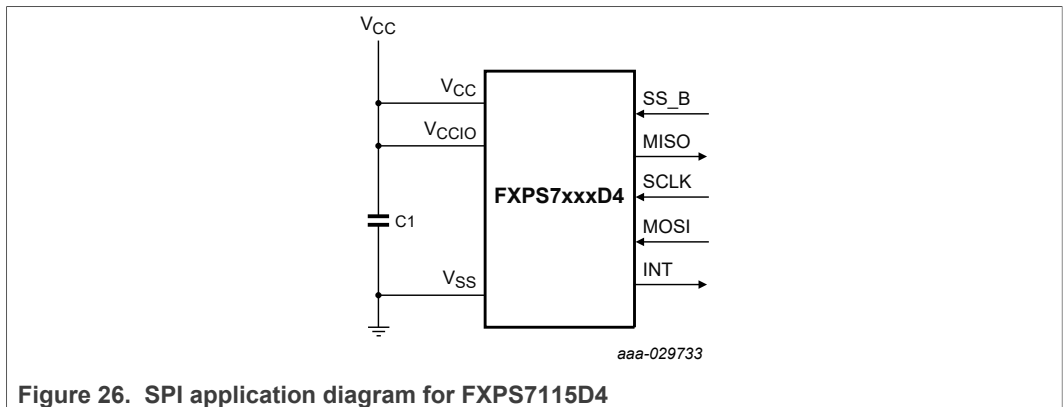 VCC
VCC
VCCIO
C1
VSS
FXPS7xxxD4
SS_B
MISO
SCLK
MOSI
INT
aaa-029733
Figure 26. SPI application diagram for FXPS7115D4